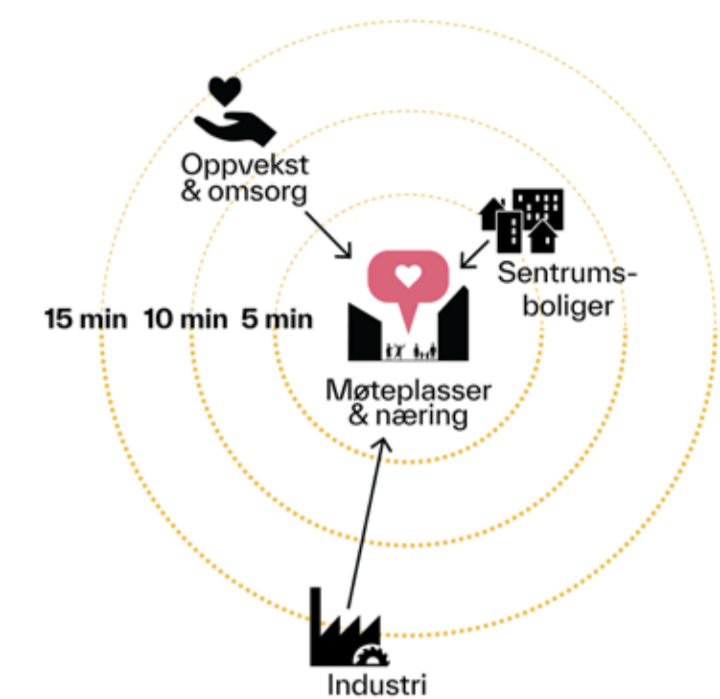 Oppvekst
& omsorg
Sentrums-
boliger
15 min 10 min 5 min
Møteplasser
& næring
Industri